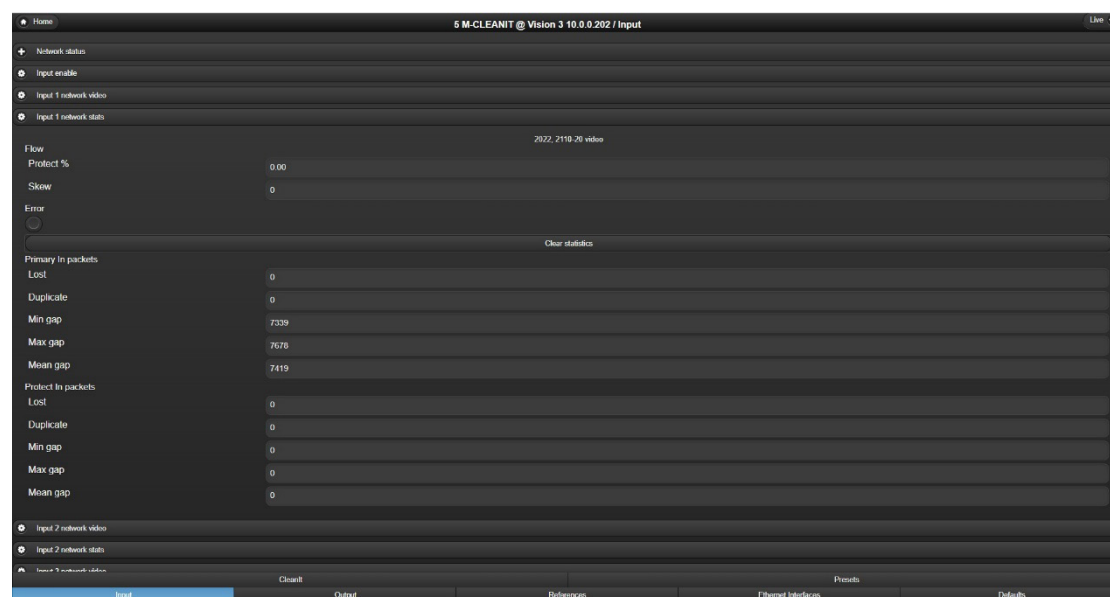 Home
5 M-CLEANIT @ Vision 3 10.0.0.202 / Input
Live
Network status
Input enable
Input 1 network video
Input 1 network stats
2022, 2110-20 video
Flow
Protect %
0.00
Skew
0
Error
Clear statistics
Primary In packets
Lost
0
Duplicate
0
Min gap
7339
Max gap
7678
Mean gap
7419
Protect In packets
Lost
0
Duplicate
0
Min gap
0
Max gap
0
Mean gap
0
Input 2 network video
Input 2 network stats
Input 3 network video
CleanIt
Presets
Input
Output
References
Ethernet Interfaces
Defaults